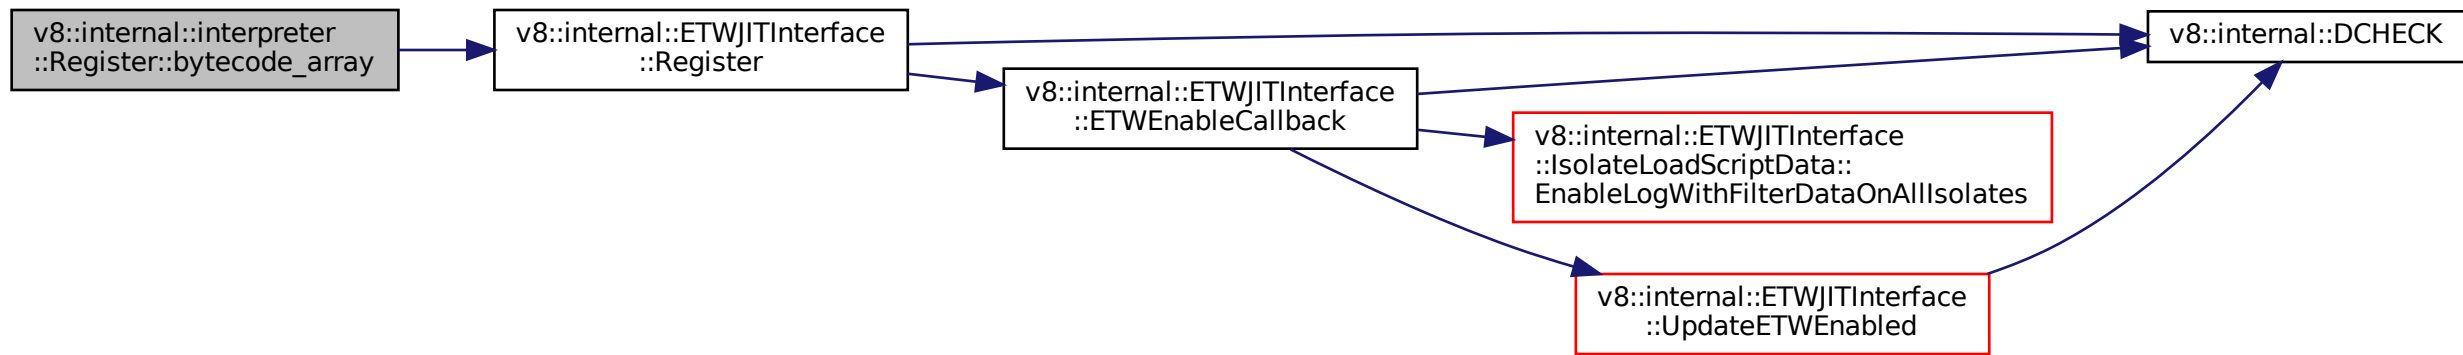 v8::internal::interpreter
::Register::bytecode_array
v8::internal::ETWJITInterface
::Register
v8::internal::DCHECK
v8::internal::ETWJITInterface
::ETWEnableCallback
v8::internal::ETWJITInterface
::IsolateLoadScriptData::
EnableLogWithFilterDataOnAllIsolates
v8::internal::ETWJITInterface
::UpdateETWEnabled